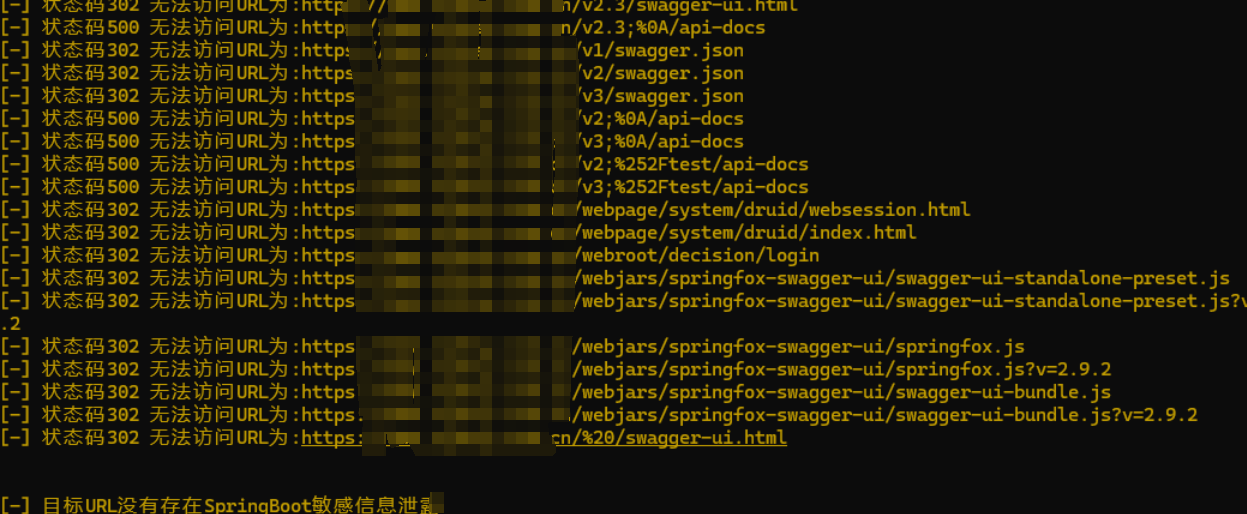 [-] 状态码302 无法访问URL为:http //n/v2.3/swagger-ui.html
[-] 状态码500 无法访问URL为:http /n/v2.3;%0A/api-docs
[-] 状态码302 无法访问URL为:https /v1/swagger.json
[-] 状态码302 无法访问URL为:https /v2/swagger.json
[-] 状态码302 无法访问URL为:https /v3/swagger.json
[-] 状态码500 无法访问URL为:https /v2;%0A/api-docs
[-] 状态码500 无法访问URL为:https /v3;%0A/api-docs
[-] 状态码500 无法访问URL为:https /v2;%252Ftest/api-docs
[-] 状态码500 无法访问URL为:https /v3;%252Ftest/api-docs
[-] 状态码302 无法访问URL为:https /webpage/system/druid/websession.html
[-] 状态码302 无法访问URL为:https /webpage/system/druid/index.html
[-] 状态码302 无法访问URL为:https /webroot/decision/login
[-] 状态码302 无法访问URL为:https /webjars/springfox-swagger-ui/swagger-ui-standalone-preset.js
[-] 状态码302 无法访问URL为:https /webjars/springfox-swagger-ui/swagger-ui-standalone-preset.js?v
.2
[-] 状态码302 无法访问URL为:https /webjars/springfox-swagger-ui/springfox.js
[-] 状态码302 无法访问URL为:https /webjars/springfox-swagger-ui/springfox.js?v=2.9.2
[-] 状态码302 无法访问URL为:https /webjars/springfox-swagger-ui/swagger-ui-bundle.js
[-] 状态码302 无法访问URL为:https: /webjars/springfox-swagger-ui/swagger-ui-bundle.js?v=2.9.2
[-] 状态码302 无法访问URL为:https: cn/%20/swagger-ui.html
[-] 目标URL没有存在SpringBoot敏感信息泄露